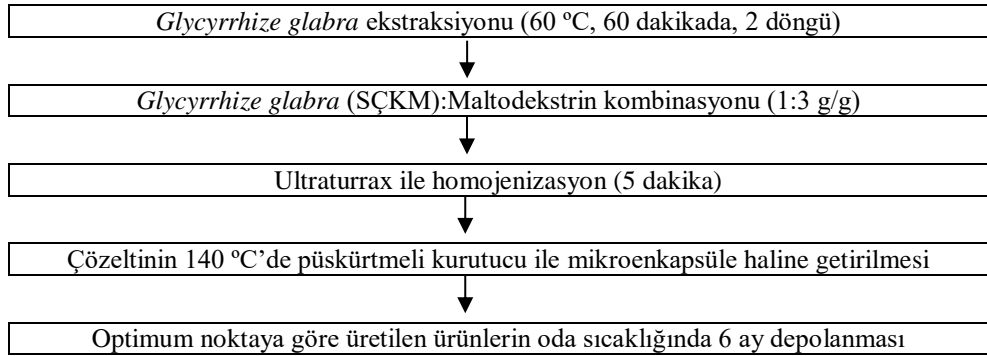 Glycyrrhize glabra ekstraksiyonu (60 ºC, 60 dakikada, 2 döngü)
Glycyrrhize glabra (SÇKM):Maltodekstrin kombinasyonu (1:3 g/g)
Ultraturrax ile homojenizasyon (5 dakika)
Çözeltinin 140 ºC’de püskürtmeli kurutucu ile mikroenkapsüle haline getirilmesi
Optimum noktaya göre üretilen ürünlerin oda sıcaklığında 6 ay depolanması